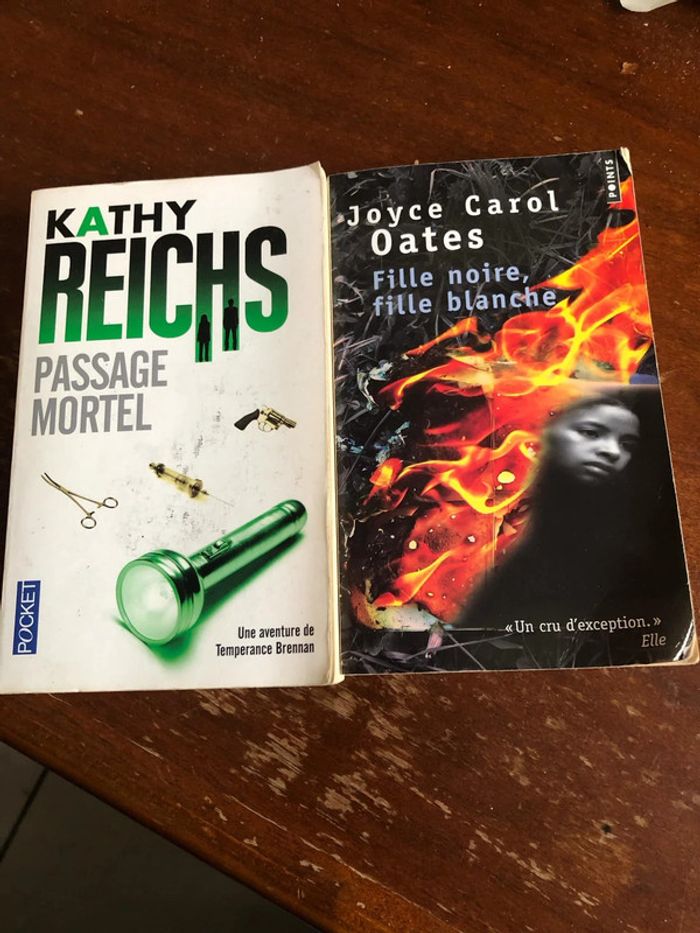 KATHY
REICHS
PASSAGE
MORTEL
Une aventure de
Temperance Brennan
POCKET
POINTS
Joyce Carol
Oates
Fille noire,
fille blanche
« Un cru d'exception. »
Elle